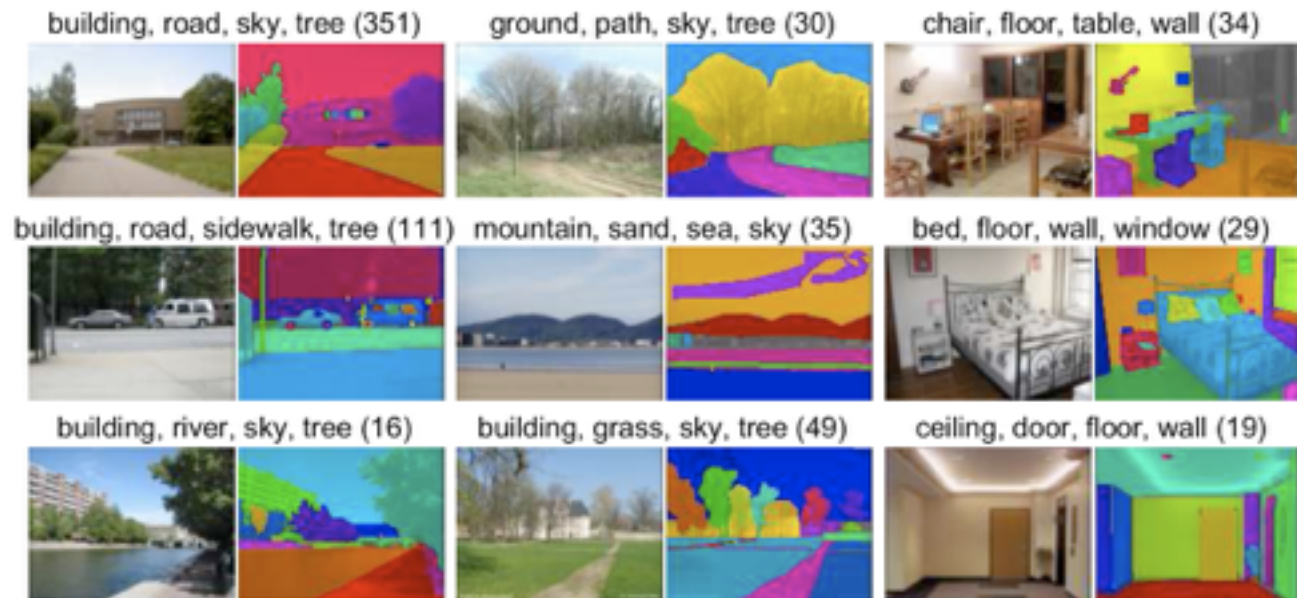 building, road, sky, tree (351)
ground, path, sky, tree (30)
chair, floor, table, wall (34)
building, road, sidewalk, tree (111)
mountain, sand, sea, sky (35)
bed, floor, wall, window (29)
building, river, sky, tree (16)
building, grass, sky, tree (49)
ceiling, door, floor, wall (19)